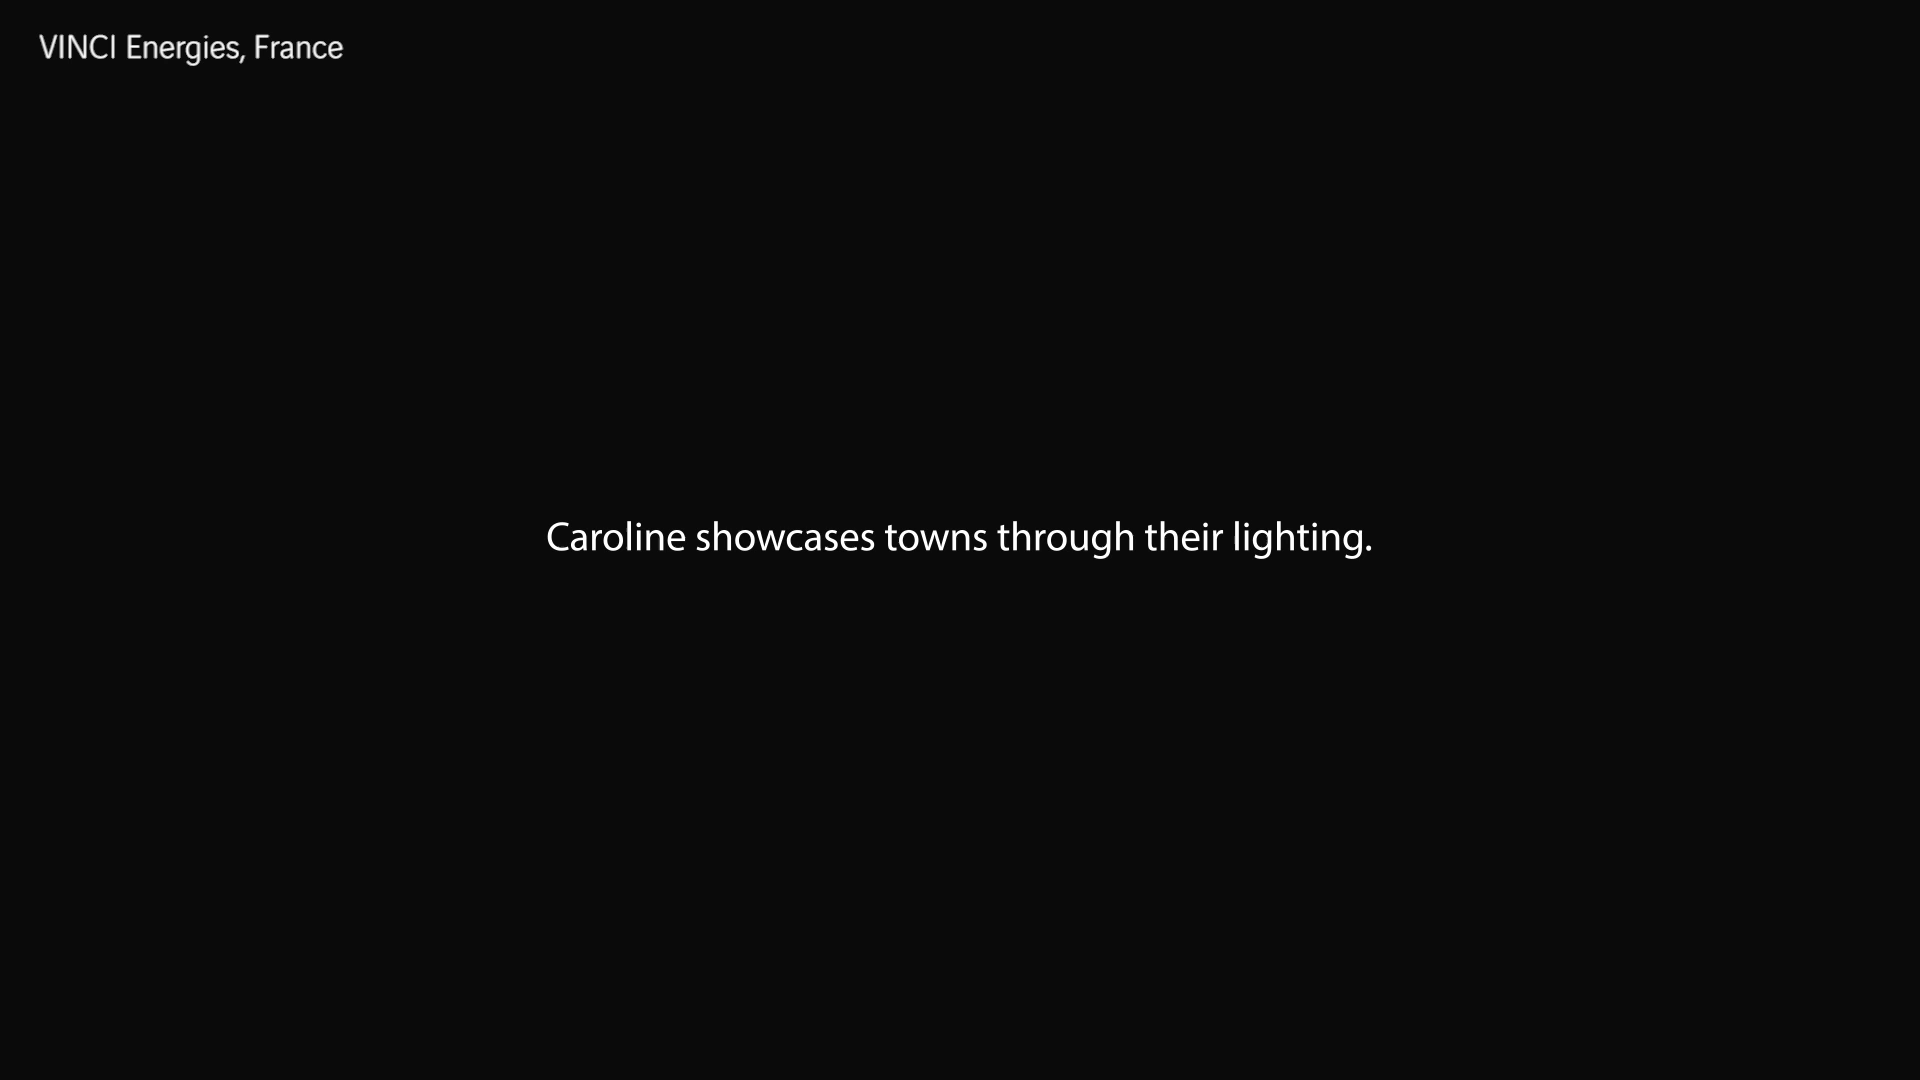 VINCI Energies, France
Caroline showcases towns through their lighting.